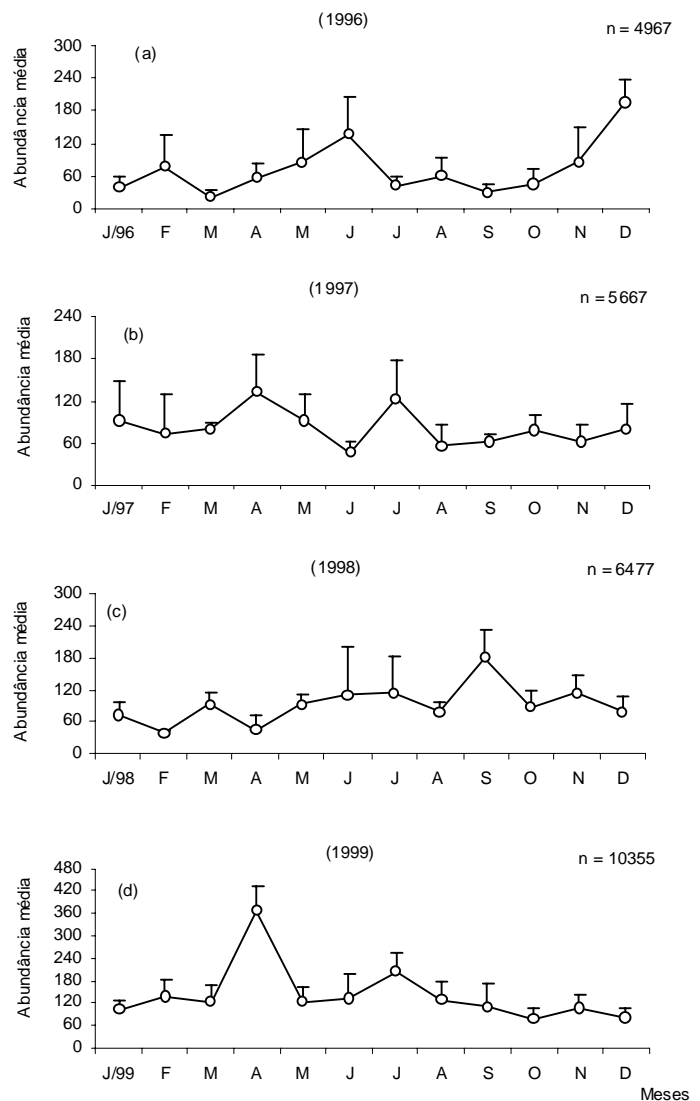 (1996)
n = 4967
(a)
Abundância média
300
240
180
120
60
0
J/96 F M A M J J A S O N D
(1997)
n = 5667
(b)
Abundância média
240
180
120
60
0
J/97 F M A M J J A S O N D
(1998)
n = 6477
(c)
Abundância média
300
240
180
120
60
0
J/98 F M A M J J A S O N D
(1999)
n = 10355
(d)
Abundância média
480
420
360
300
240
180
120
60
0
J/99 F M A M J J A S O N D
Meses